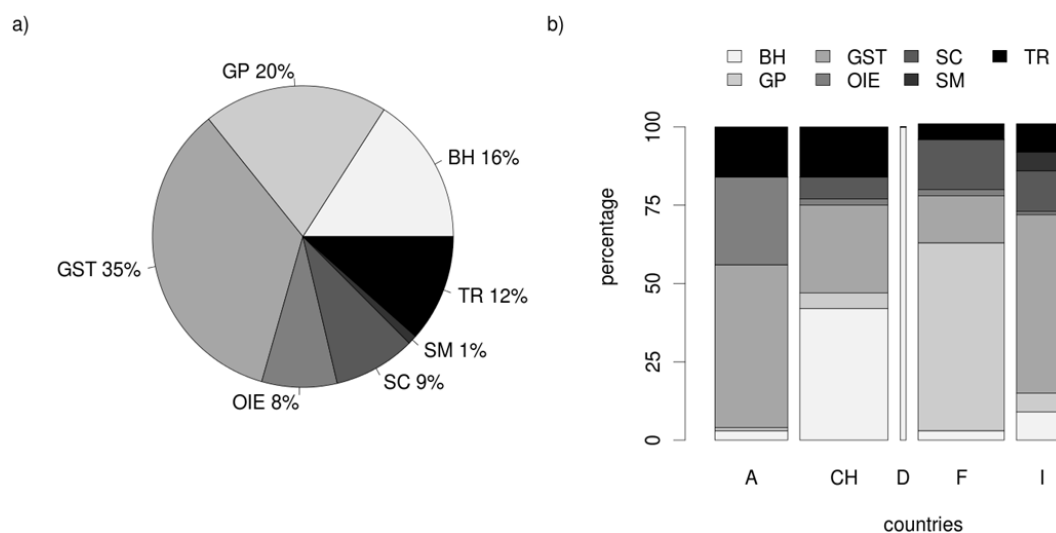 a)
GP 20%
BH 16%
GST 35%
TR 12%
SM 1%
SC 9%
OIE 8%
b)
BH GST SC TR
GP OIE SM
percentage
100
75
50
25
0
A CH D F I
countries